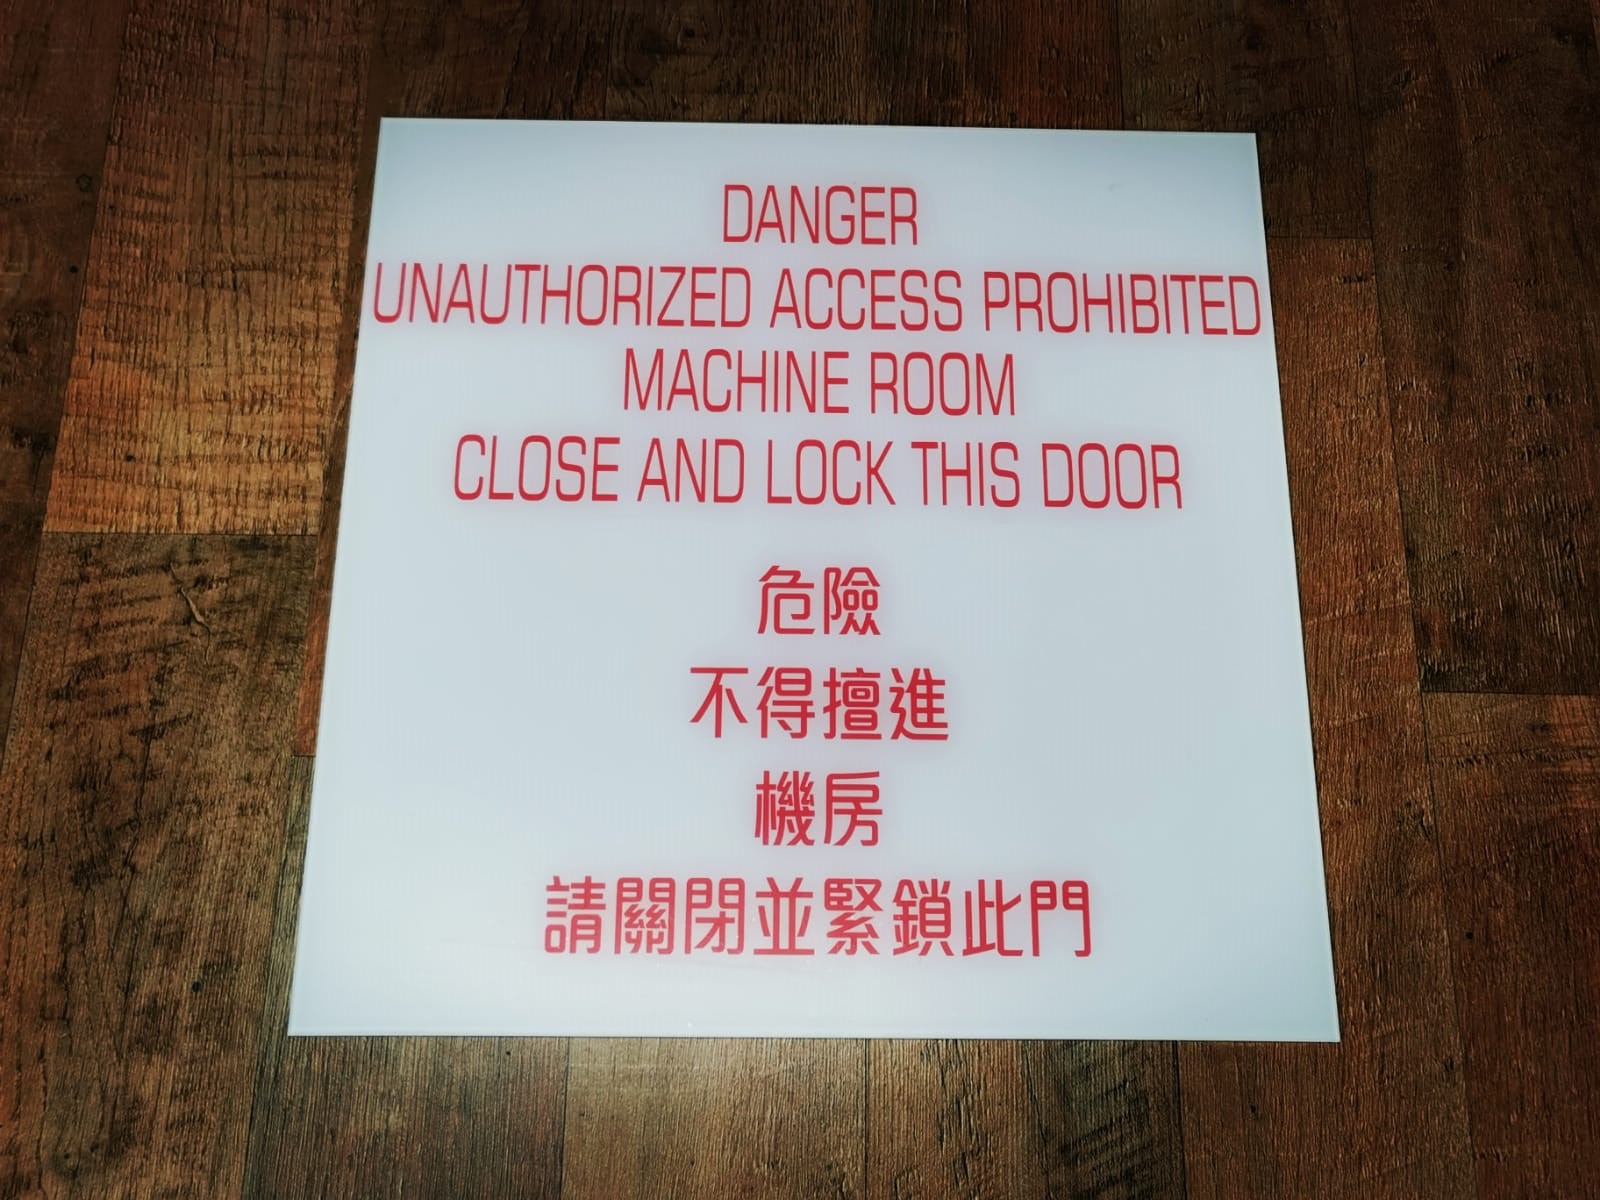 DANGER
UNAUTHORIZED ACCESS PROHIBITED
MACHINE ROOM
CLOSE AND LOCK THIS DOOR
危險
不得擅進
機房
請關閉並緊鎖此門